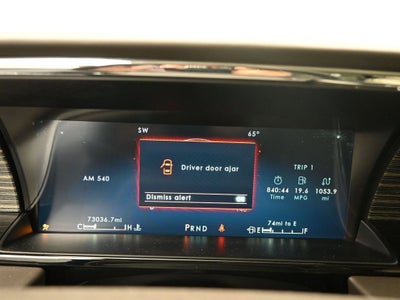 SW 65°
Driver door ajar
TRIP 1
AM 540
840:44 19.6 1053.9
Time MPG mi
Dismiss alert
73036.7mi 74mi to E
C H PRND E F